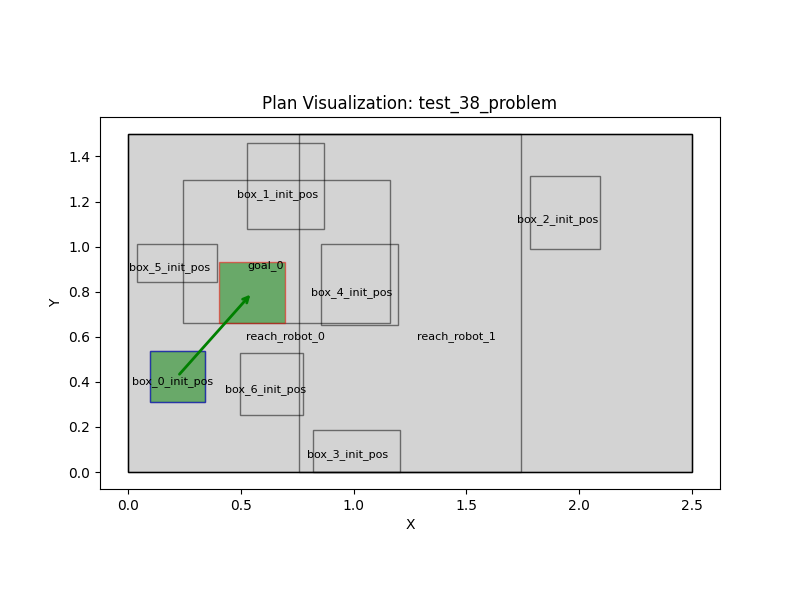 Plan Visualization: test_38_problem
1.4
1.2
1.0
0.8
0.6
0.4
0.2
0.0
Y
box_1_init_pos
box_2_init_pos
box_5_init_pos
goal_0
box_4_init_pos
reach_robot_0
reach_robot_1
box_0_init_pos
box_6_init_pos
box_3_init_pos
0.0 0.5 1.0 1.5 2.0 2.5
X